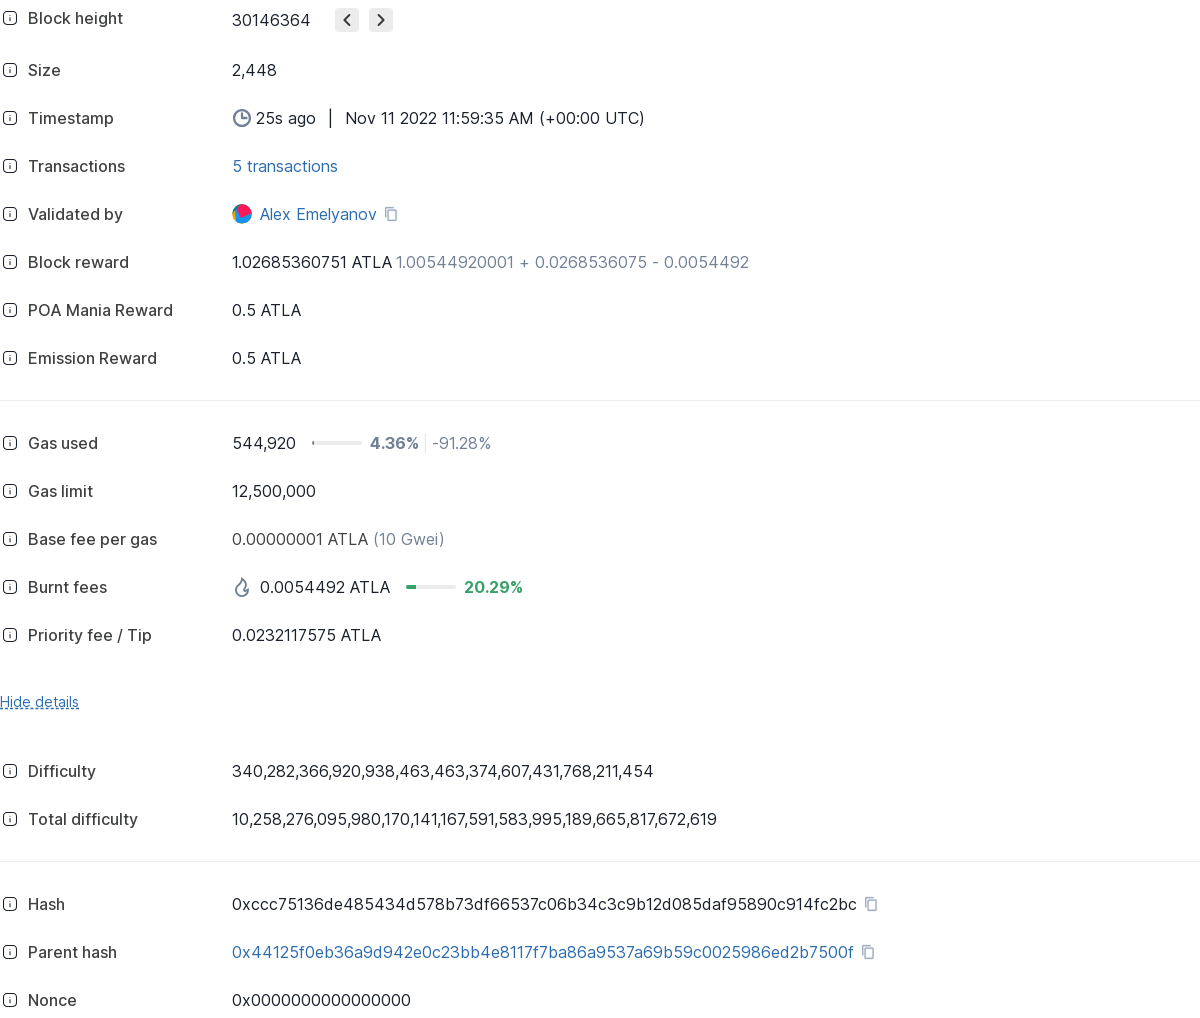 Block height 30146364
Size 2,448
Timestamp 25s ago | Nov 11 2022 11:59:35 AM (+00:00 UTC)
Transactions 5 transactions
Validated by Alex Emelyanov
Block reward 1.02685360751 ATLA 1.00544920001 + 0.0268536075 - 0.0054492
POA Mania Reward 0.5 ATLA
Emission Reward 0.5 ATLA
Gas used 544,920 4.36% -91.28%
Gas limit 12,500,000
Base fee per gas 0.00000001 ATLA (10 Gwei)
Burnt fees 0.0054492 ATLA 20.29%
Priority fee / Tip 0.0232117575 ATLA
Hide details
Difficulty 340,282,366,920,938,463,463,374,607,431,768,211,454
Total difficulty 10,258,276,095,980,170,141,167,591,583,995,189,665,817,672,619
Hash 0xccc75136de485434d578b73df66537c06b34c3c9b12d085daf95890c914fc2bc
Parent hash 0x44125f0eb36a9d942e0c23bb4e8117f7ba86a9537a69b59c0025986ed2b7500f
Nonce 0x0000000000000000